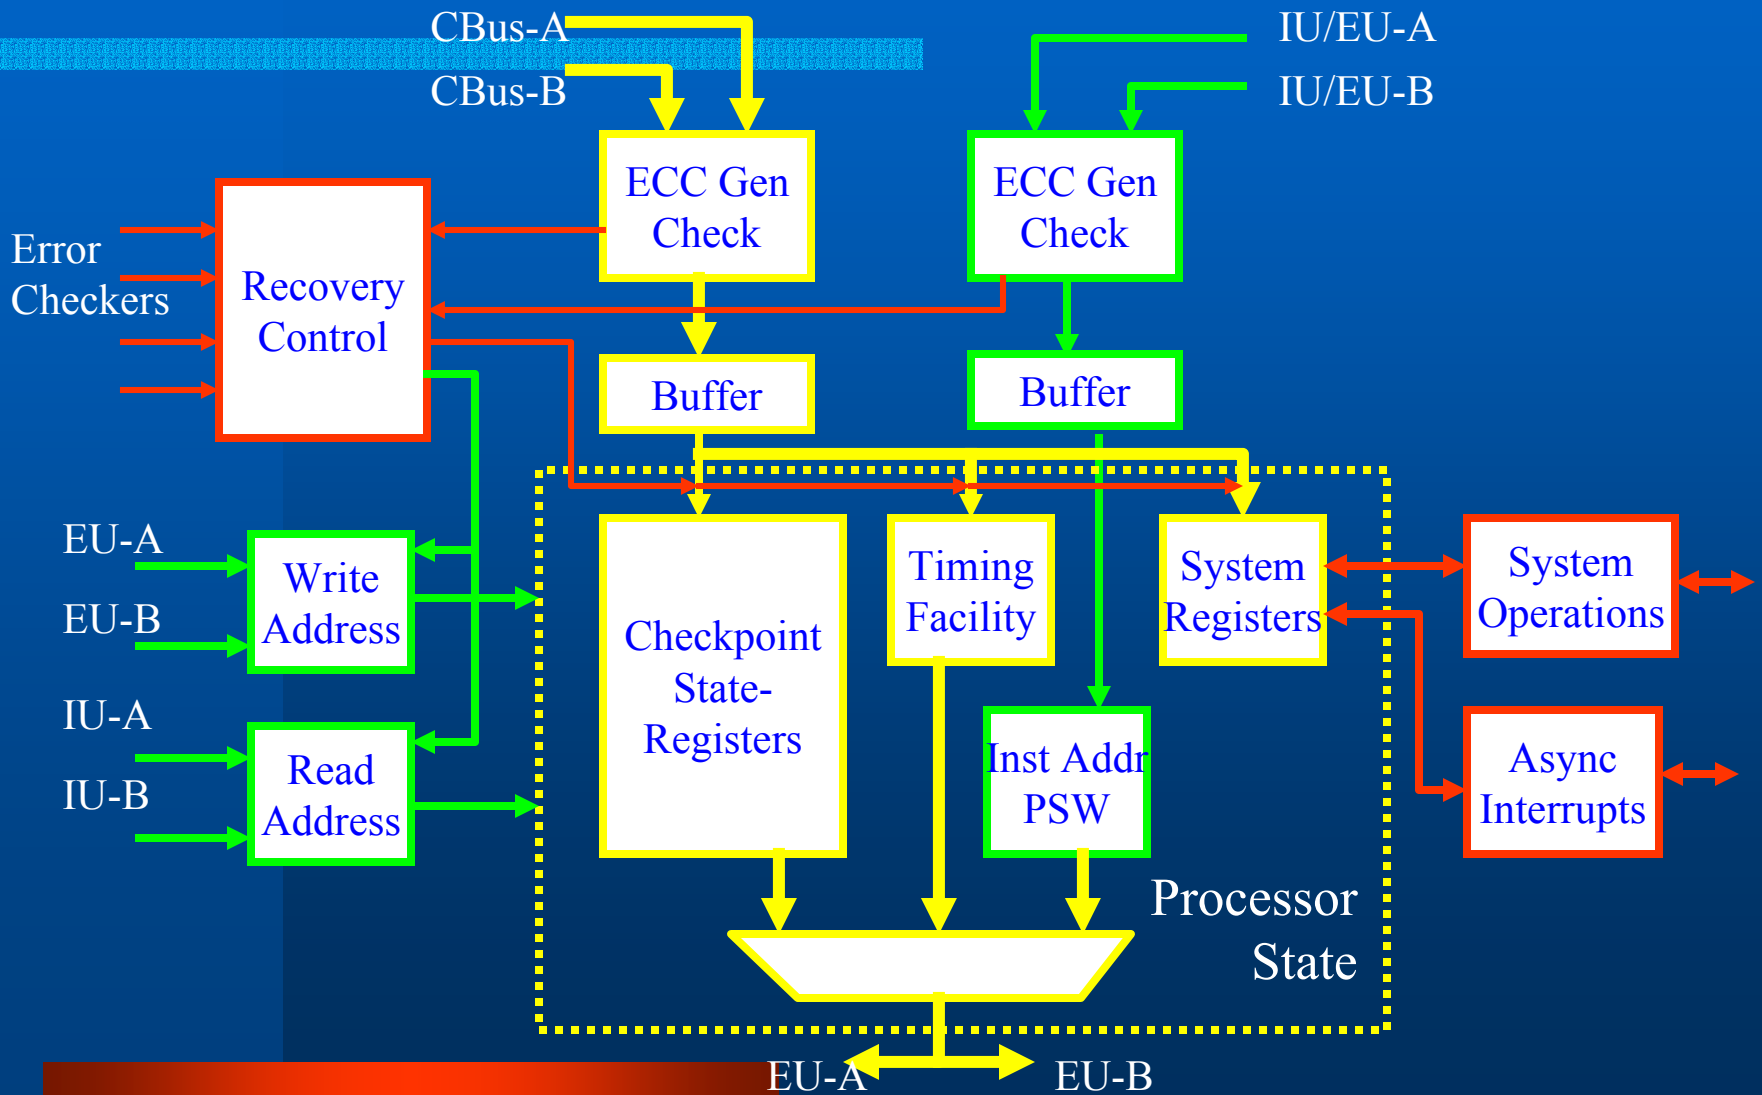 CBus-A
CBus-B
IU/EU-A
IU/EU-B
ECC Gen
Check
ECC Gen
Check
Error
Checkers
Recovery
Control
Buffer
Buffer
EU-A
EU-B
Write
Address
IU-A
IU-B
Read
Address
Checkpoint
State-
Registers
Timing
Facility
System
Registers
System
Operations
Inst Addr
PSW
Async
Interrupts
Processor
State
EU-A
EU-B